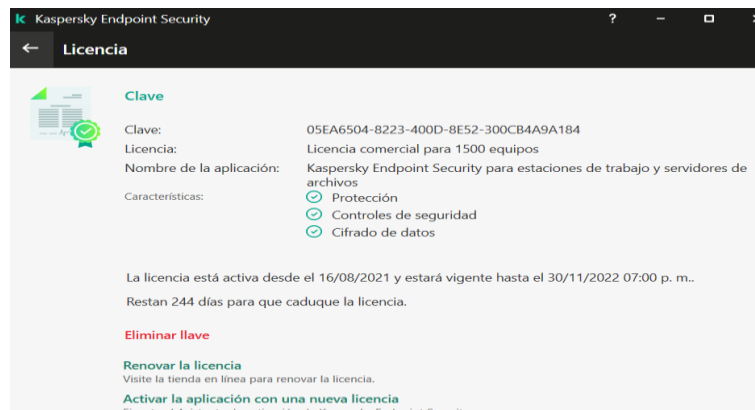 k Kaspersky Endpoint Security ?
Licencia
Clave
Clave: 05EA6504-8223-400D-8E52-300CB4A9A184
Licencia: Licencia comercial para 1500 equipos
Nombre de la aplicación: Kaspersky Endpoint Security para estaciones de trabajo y servidores de
archivos
Características: Protección
Controles de seguridad
Cifrado de datos
La licencia está activa desde el 16/08/2021 y estará vigente hasta el 30/11/2022 07:00 p. m..
Restan 244 días para que caduque la licencia.
Eliminar llave
Renovar la licencia
Visite la tienda en línea para renovar la licencia.
Activar la aplicación con una nueva licencia